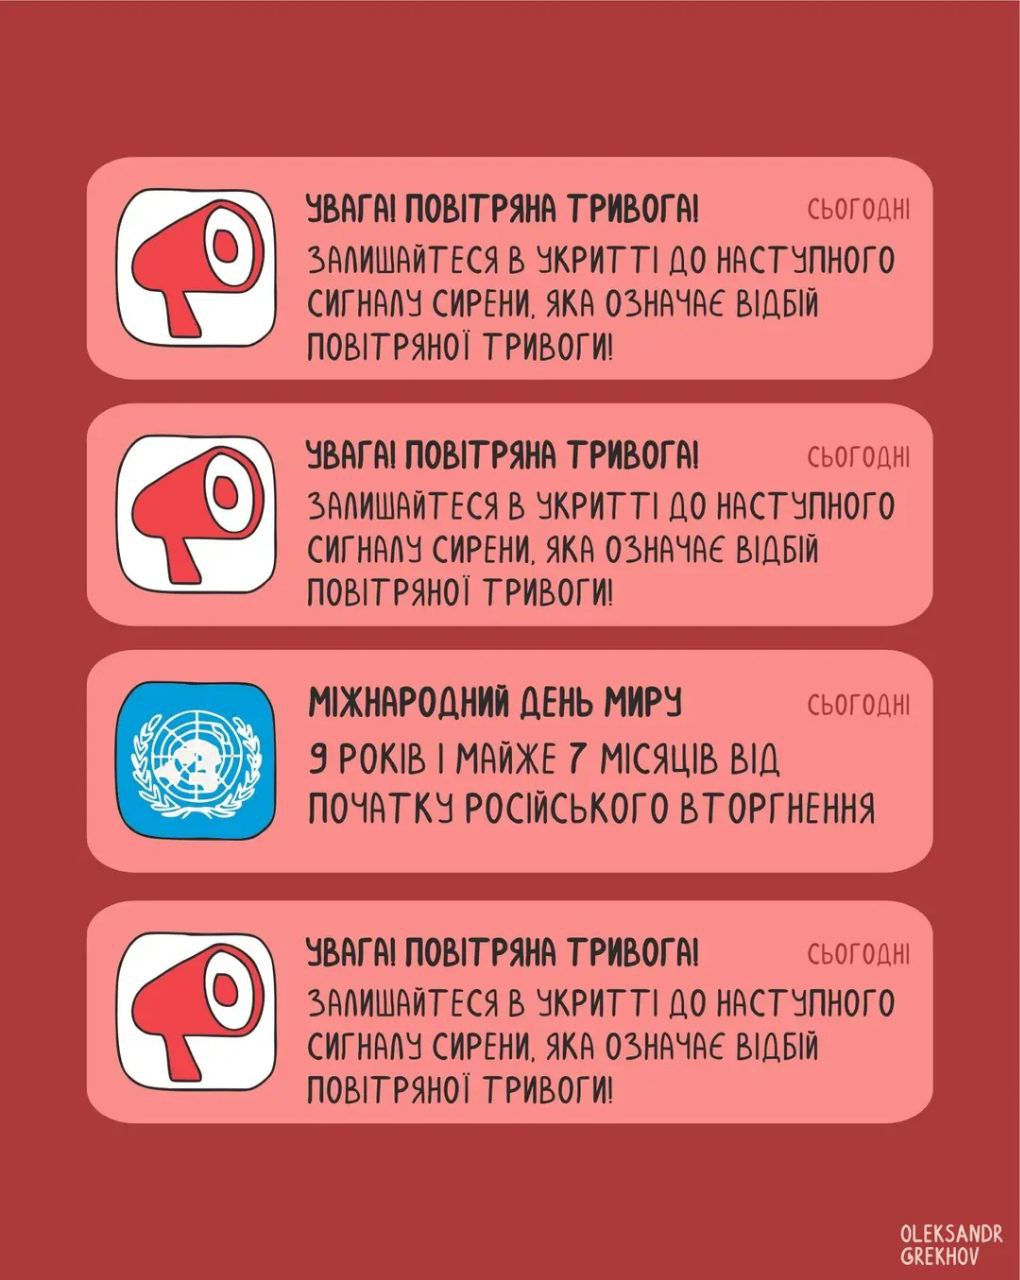 УВАГА! ПОВІТРЯНА ТРИВОГА! СЬОГОДНІ
ЗАЛИШАЙТЕСЯ В УКРИТТІ ДО НАСТУПНОГО
СИГНАЛУ СИРЕНИ, ЯКА ОЗНАЧАЄ ВІДБІЙ
ПОВІТРЯНОЇ ТРИВОГИ!
УВАГА! ПОВІТРЯНА ТРИВОГА! СЬОГОДНІ
ЗАЛИШАЙТЕСЯ В УКРИТТІ ДО НАСТУПНОГО
СИГНАЛУ СИРЕНИ, ЯКА ОЗНАЧАЄ ВІДБІЙ
ПОВІТРЯНОЇ ТРИВОГИ!
МІЖНАРОДНИЙ ДЕНЬ МИРУ СЬОГОДНІ
9 РОКІВ І МАЙЖЕ 7 МІСЯЦІВ ВІД
ПОЧАТКУ РОСІЙСЬКОГО ВТОРГНЕННЯ
УВАГА! ПОВІТРЯНА ТРИВОГА! СЬОГОДНІ
ЗАЛИШАЙТЕСЯ В УКРИТТІ ДО НАСТУПНОГО
СИГНАЛУ СИРЕНИ, ЯКА ОЗНАЧАЄ ВІДБІЙ
ПОВІТРЯНОЇ ТРИВОГИ!
OLEKSANDR
GREKHOV